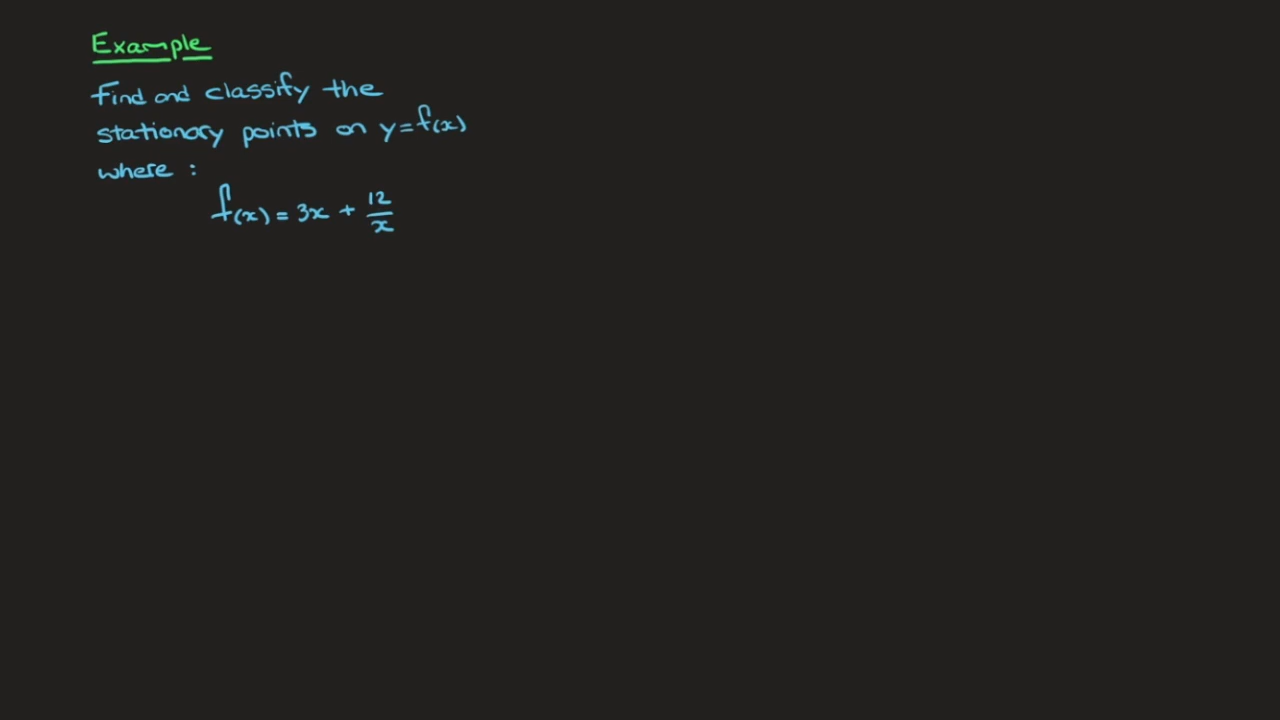 Example
Find and classify the
stationary points on y=f(x)
where :
f(x) = 3x + 12/x